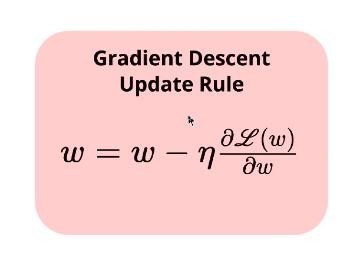 Gradient Descent
Update Rule
w = w − η ∂ℒ(w)/∂w